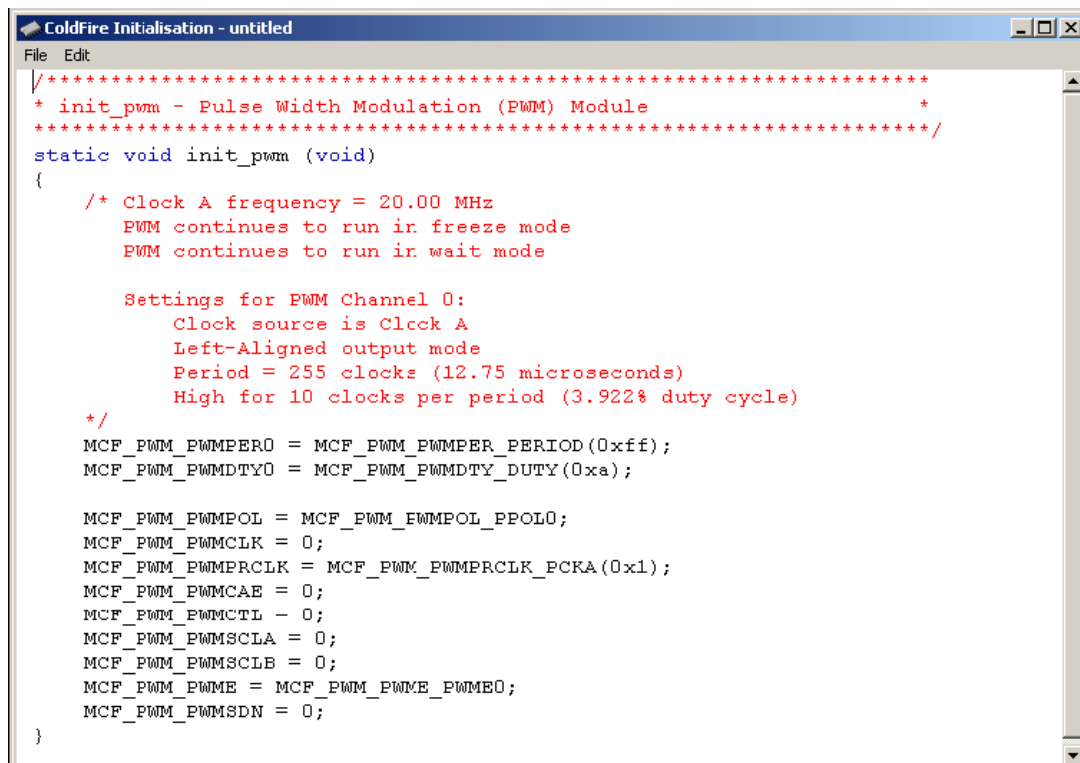 ColdFire Initialisation - untitled
File Edit
/*********************************************************************
* init_pwm - Pulse Width Modulation (PWM) Module *
**********************************************************************/
static void init_pwm (void)
{
/* Clock A frequency = 20.00 MHz
PWM continues to run in freeze mode
PWM continues to run in wait mode
Settings for PWM Channel 0:
Clock source is Clock A
Left-Aligned output mode
Period = 255 clocks (12.75 microseconds)
High for 10 clocks per period (3.922% duty cycle)
*/
MCF_PWM_PWMPER0 = MCF_PWM_PWMPER_PERIOD(0xff);
MCF_PWM_PWMDTY0 = MCF_PWM_PWMDTY_DUTY(0xa);
MCF_PWM_PWMPOL = MCF_PWM_PWMPOL_PPOL0;
MCF_PWM_PWMCLK = 0;
MCF_PWM_PWMPRCLK = MCF_PWM_PWMPRCLK_PCKA(0x1);
MCF_PWM_PWMCAE = 0;
MCF_PWM_PWMCTL = 0;
MCF_PWM_PWMSCLA = 0;
MCF_PWM_PWMSCLB = 0;
MCF_PWM_PWME = MCF_PWM_PWME_PWME0;
MCF_PWM_PWMSDN = 0;
}